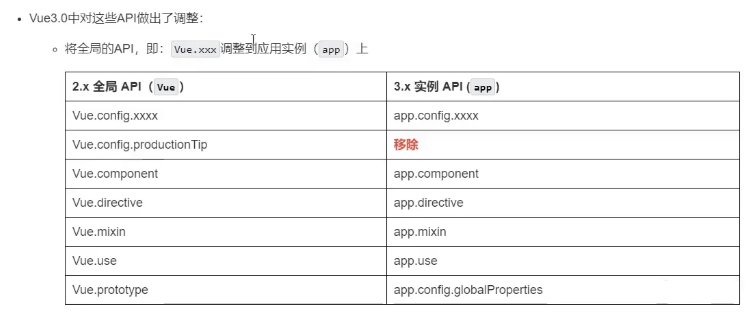 Vue3.0中对这些API做出了调整：
将全局的API，即：Vue.xxx调整到应用实例（app）上
2.x 全局 API（Vue） 3.x 实例 API (app)
Vue.config.xxxx app.config.xxxx
Vue.config.productionTip 移除
Vue.component app.component
Vue.directive app.directive
Vue.mixin app.mixin
Vue.use app.use
Vue.prototype app.config.globalProperties